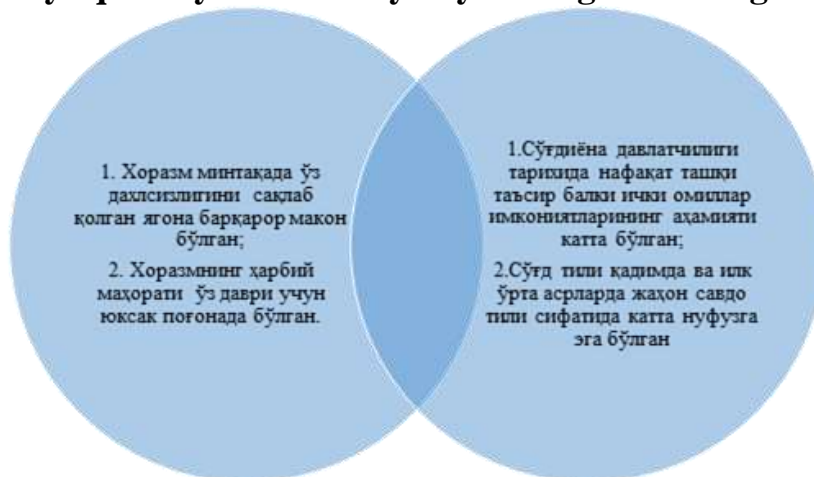 1. Хоразм минтақада ўз
дахлсизлигини сақлаб
қолган ягона барқарор макон
бўлган;
2. Хоразмнинг ҳарбий
маҳорати ўз даври учун
юксак поғонада бўлган.
1.Сўғдиёна давлатчилиги
тарихида нафақат ташқи
таъсир балки ички омиллар
имкониятларининг аҳамияти
катта бўлган;
2.Сўғд тили қадимда ва илк
ўрта асрларда жаҳон савдо
тили сифатида катта нуфузга
эга бўлган